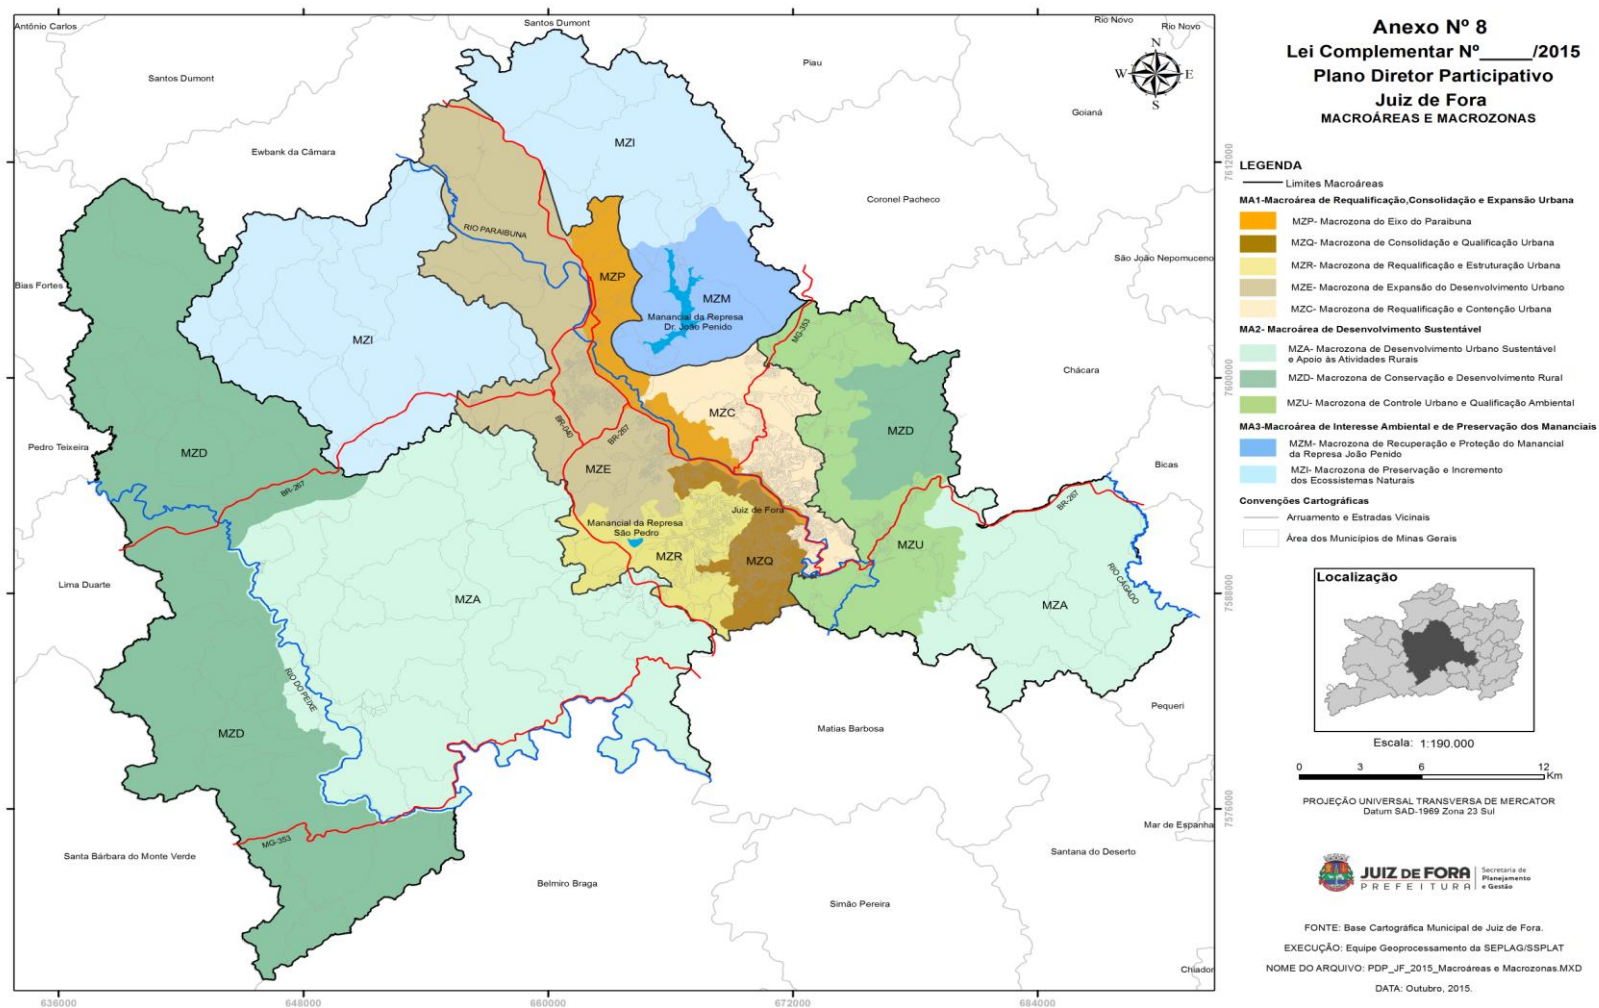 Anexo Nº 8
Lei Complementar Nº_____/2015
Plano Diretor Participativo
Juiz de Fora
MACROÁREAS E MACROZONAS
LEGENDA
Limites Macroáreas
MA1-Macroárea de Requalificação,Consolidação e Expansão Urbana
MZP- Macrozona do Eixo do Paraibuna
MZQ- Macrozona de Consolidação e Qualificação Urbana
MZR- Macrozona de Requalificação e Estruturação Urbana
MZE- Macrozona de Expansão do Desenvolvimento Urbano
MZC- Macrozona de Requalificação e Contenção Urbana
MA2- Macroárea de Desenvolvimento Sustentável
MZA- Macrozona de Desenvolvimento Urbano Sustentável
e Apoio às Atividades Rurais
MZD- Macrozona de Conservação e Desenvolvimento Rural
MZU- Macrozona de Controle Urbano e Qualificação Ambiental
MA3-Macroárea de Interesse Ambiental e de Preservação dos Mananciais
MZM- Macrozona de Recuperação e Proteção do Manancial
da Represa João Penido
MZI- Macrozona de Preservação e Incremento
dos Ecossistemas Naturais
Convenções Cartográficas
Arruamento e Estradas Vicinais
Área dos Municípios de Minas Gerais
Localização
Escala: 1:190.000
0 3 6 12
Km
PROJEÇÃO UNIVERSAL TRANSVERSA DE MERCATOR
Datum SAD-1969 Zona 23 Sul
JUIZ DE FORA
PREFEITURA
Secretaria de
Planejamento
e Gestão
FONTE: Base Cartográfica Municipal de Juiz de Fora.
EXECUÇÃO: Equipe Geoprocessamento da SEPLAG/SSPLAT
NOME DO ARQUIVO: PDP_JF_2015_Macroáreas e Macrozonas.MXD
DATA: Outubro, 2015.
Antônio Carlos
Santos Dumont
Rio Novo
Rio Novo
Santos Dumont
Piau
Goianá
N
W E
S
Ewbank da Câmara
MZI
Coronel Pacheco
RIO PARAIBUNA
São João Nepomuceno
MZP
Bias Fortes
MZM
Manancial da Represa
Dr. João Penido
MZI
MG-353
Chácara
MZC
BR-040
BR-267
MZD
Pedro Teixeira
MZD
MZE
Bicas
BR-267
BR-267
Juiz de Fora
Manancial da Represa
São Pedro
MZR
MZQ
MZU
Lima Duarte
MZA
MZA
RIO CÁGADO
RIO DO PEIXE
MZD
Matias Barbosa
Pequeri
MG-353
Mar de Espanha
Santa Bárbara do Monte Verde
Santana do Deserto
Belmiro Braga
Simão Pereira
Chiador
7612000
7600000
7588000
7576000
636000
648000
660000
672000
684000